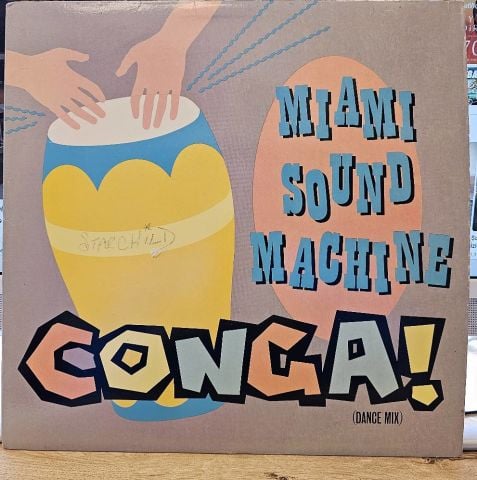 MIAMI
SOUND
MACHINE
STARCHILD
CONGA!
(DANCE MIX)